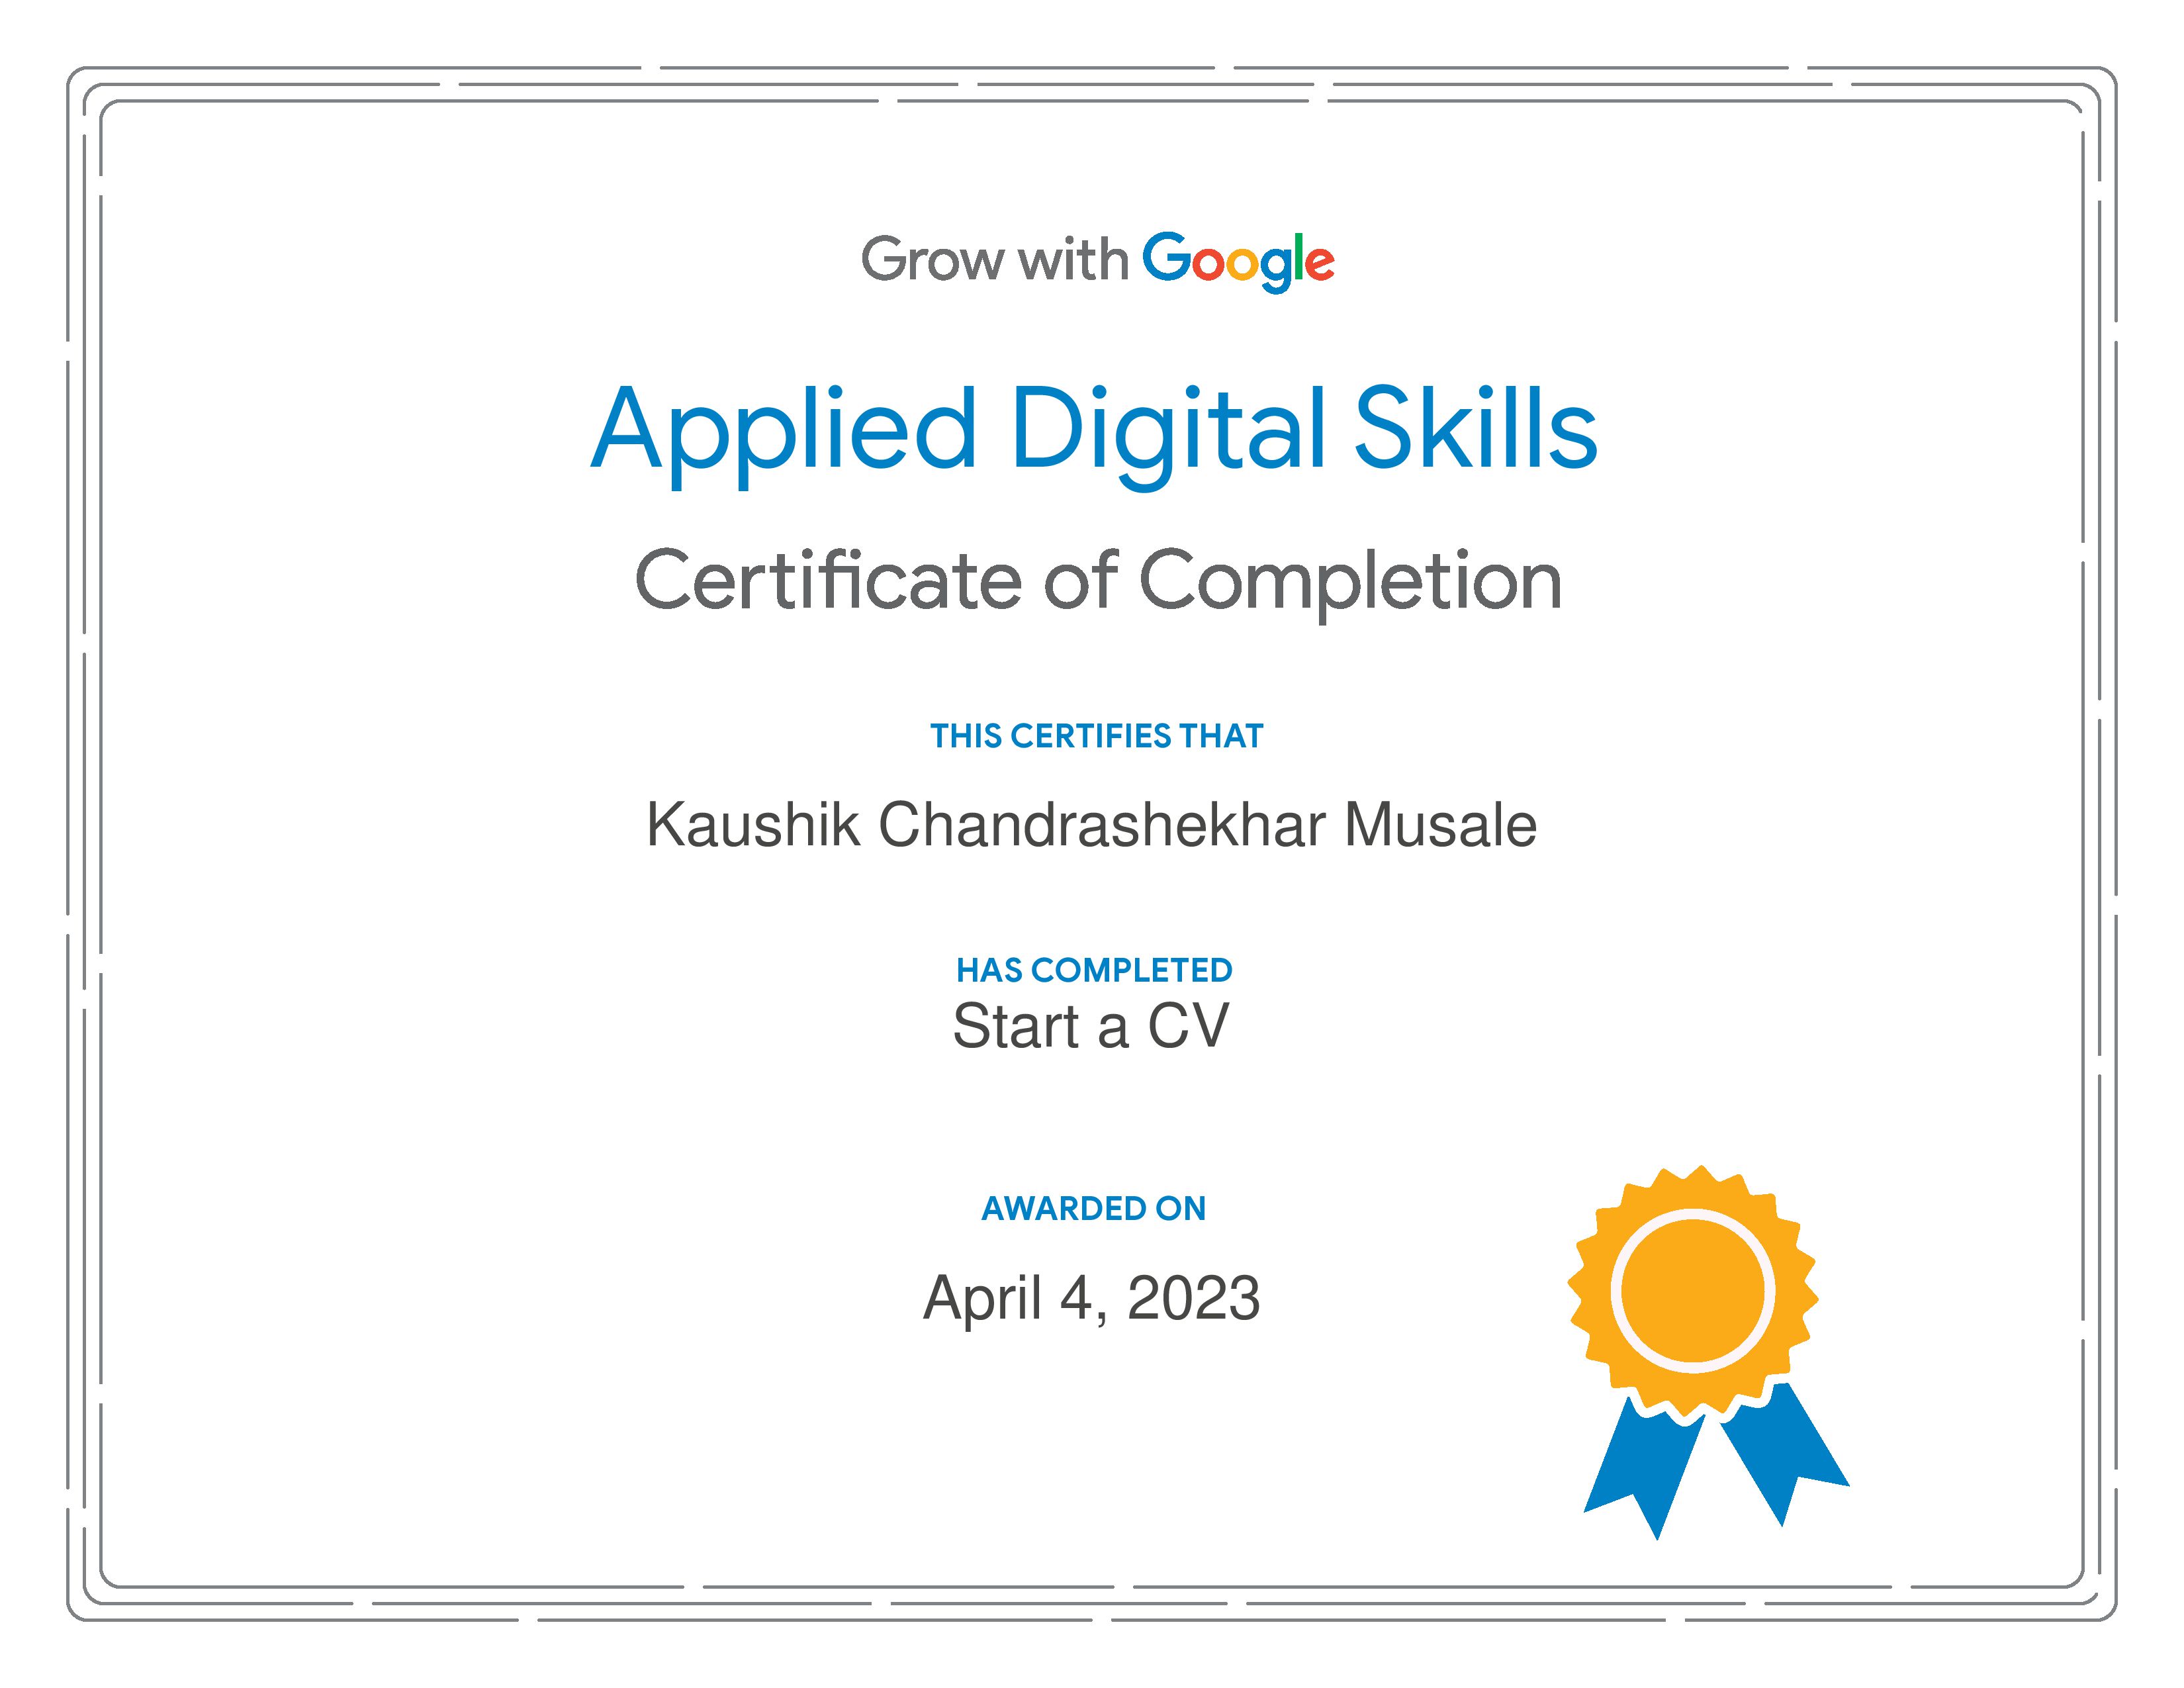 Grow with Google
Applied Digital Skills
Certificate of Completion
THIS CERTIFIES THAT
Kaushik Chandrashekhar Musale
HAS COMPLETED
Start a CV
AWARDED ON
April 4, 2023